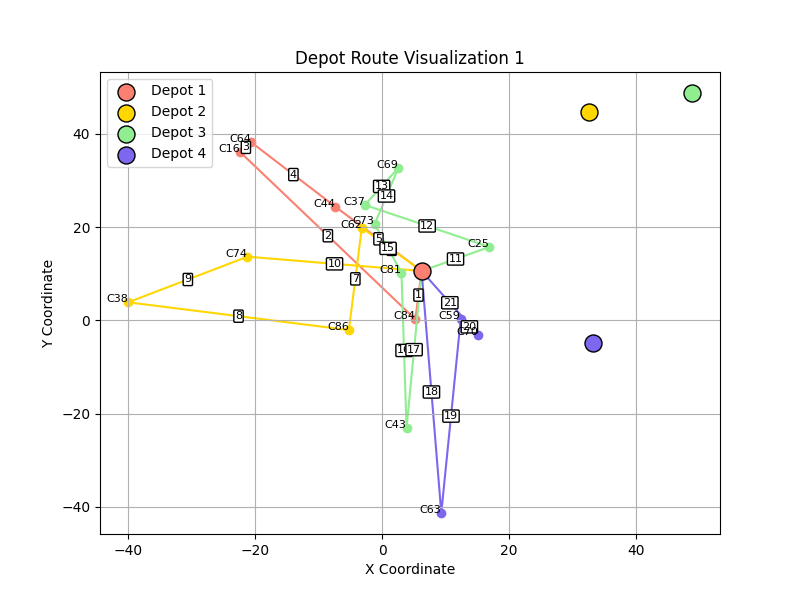 Depot Route Visualization 1
Depot 1
Depot 2
Depot 3
Depot 4
Y Coordinate
40
20
0
−20
−40
C64
C16
3
4
C69
13
14
C44
C37
C62
C73
12
2
5
15
C25
C74
10
11
9
7
C81
C38
8
C86
1
C84
21
C59
20
C70
17
18
19
C43
C63
−40
−20
0
20
40
X Coordinate